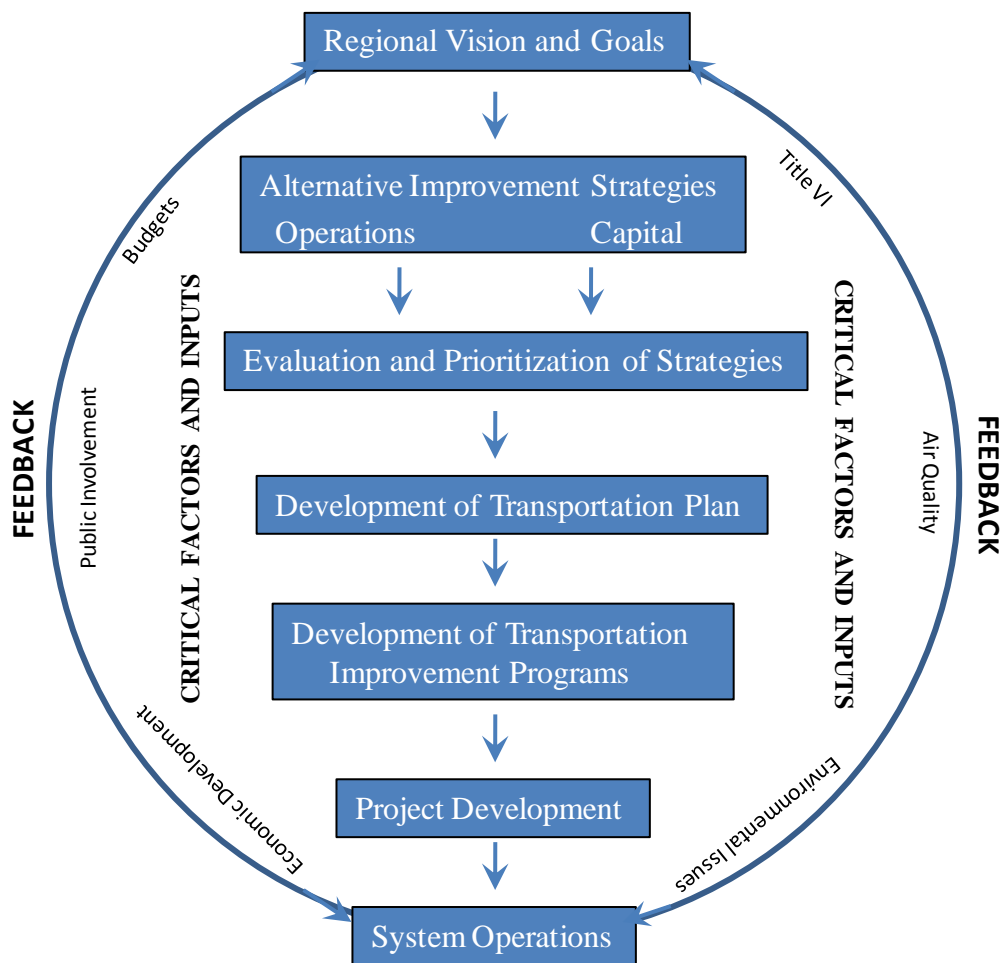 Regional Vision and Goals
Alternative Improvement Strategies
Operations Capital
Evaluation and Prioritization of Strategies
Development of Transportation Plan
Development of Transportation
Improvement Programs
Project Development
System Operations
FEEDBACK
Budgets
Public Involvement
Economic Development
CRITICAL FACTORS AND INPUTS
CRITICAL FACTORS AND INPUTS
Title VI
Air Quality
Environmental Issues
FEEDBACK